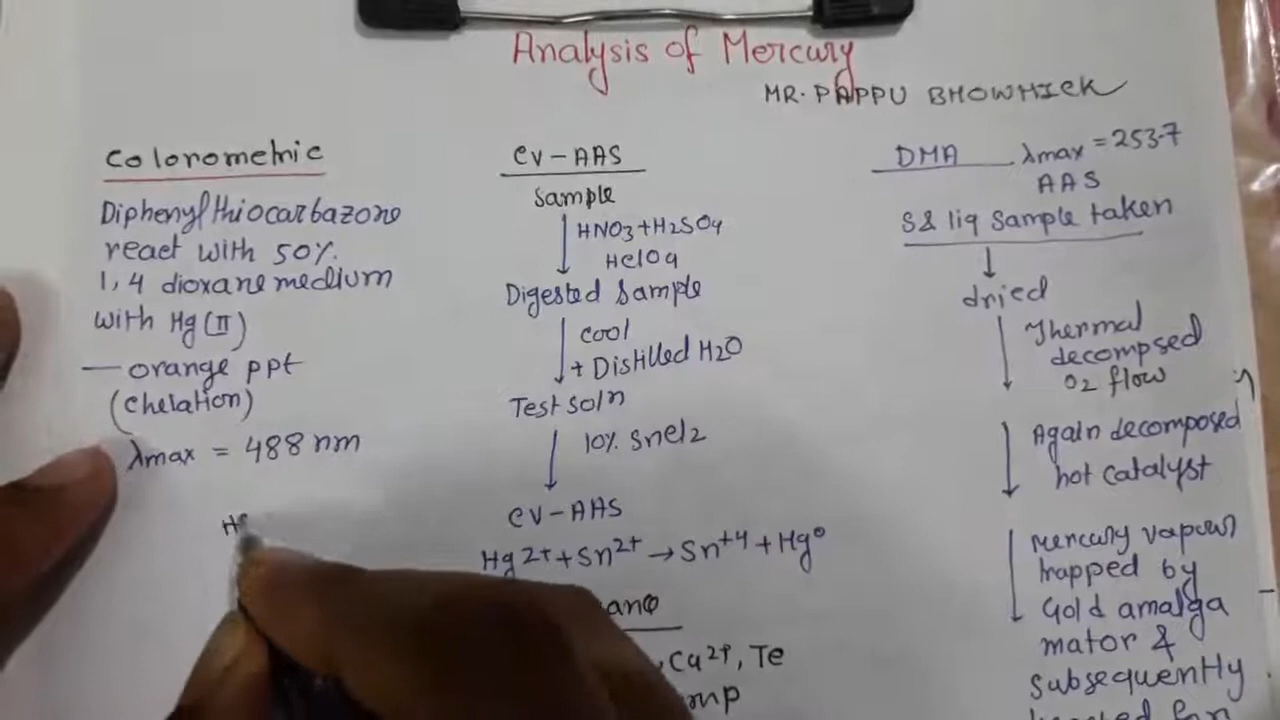 Analysis of Mercury
MR. PAPPU BHOWMICK
Colorometric
Diphenylthiocarbazone
react with 50%.
1,4 dioxane medium
with Hg (II)
— orange ppt
(Chelation)
λmax = 488 nm
CV-AAS
Sample
HNO3+H2SO4
HClO4
Digested Sample
Cool
+ Distilled H2O
Test soln
10% SnCl2
CV-AAS
Hg2+ + Sn2+ → Sn+4 + Hg0
, Te
DMA λmax = 253.7
AAS
S & liq Sample taken
dried
Thermal
decompsed
O2 flow
Again decomposed
hot catalyst
Mercury vapour
trapped by
Gold amalga
mator &
subsequently